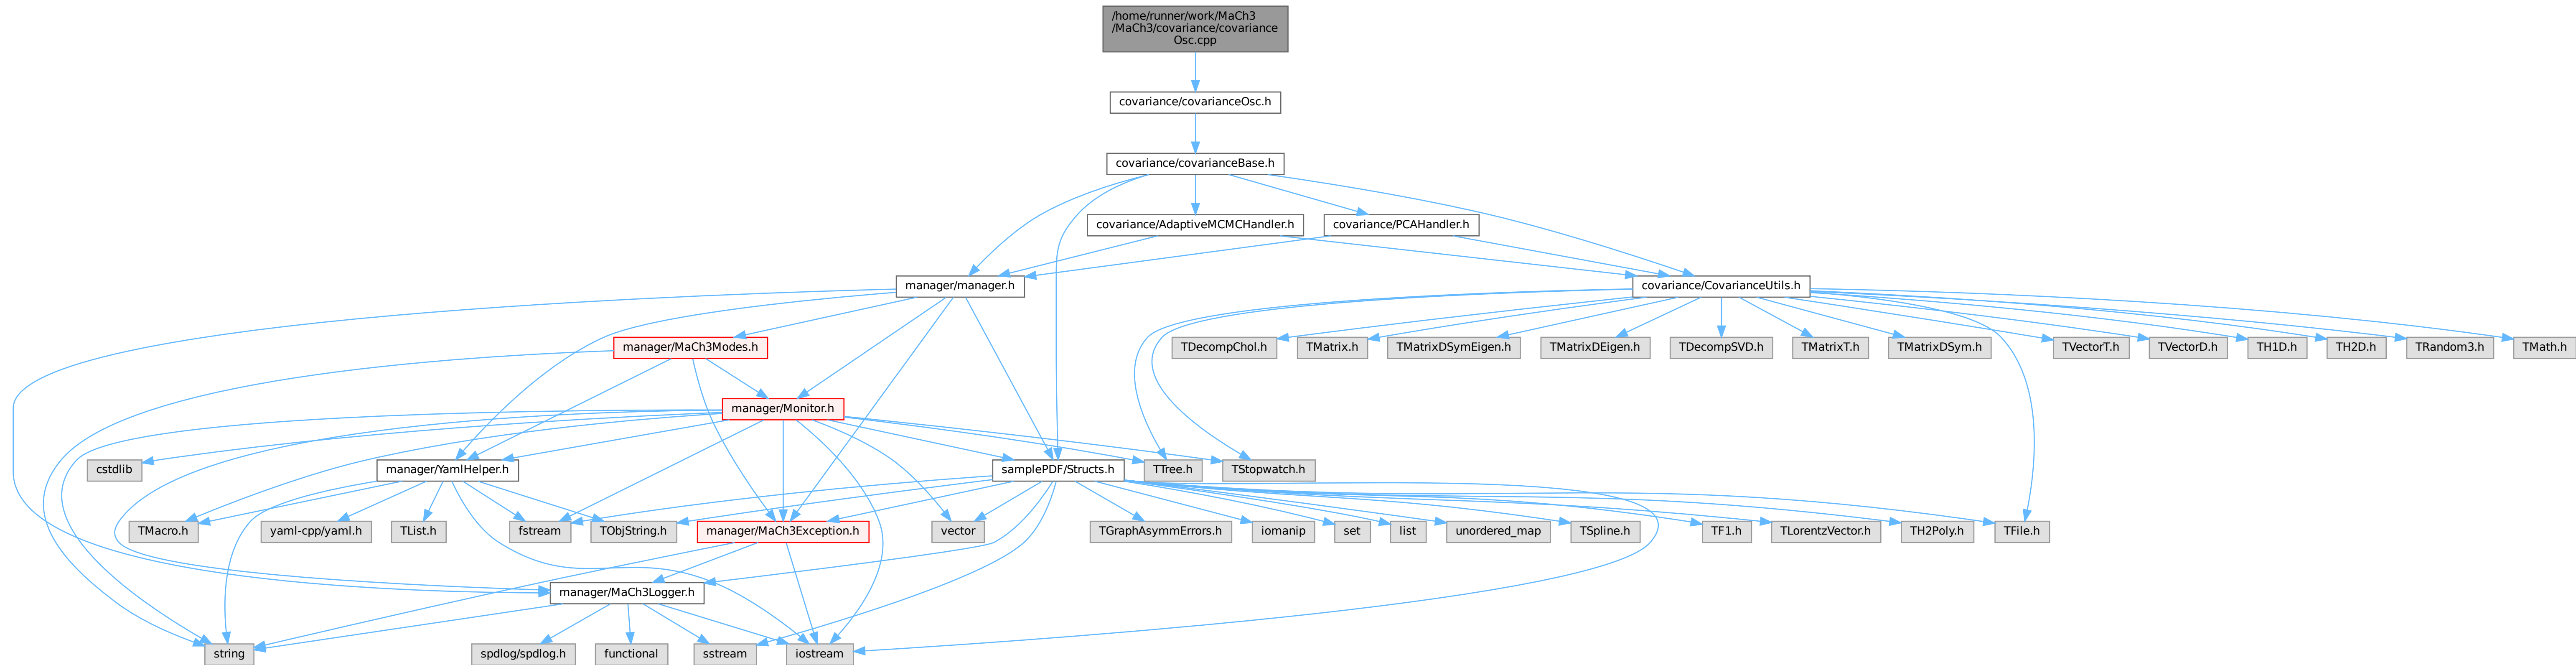 /home/runner/work/MaCh3
/MaCh3/covariance/covariance
Osc.cpp
covariance/covarianceOsc.h
covariance/covarianceBase.h
covariance/AdaptiveMCMCHandler.h
covariance/PCAHandler.h
manager/manager.h
covariance/CovarianceUtils.h
manager/MaCh3Modes.h
TDecompChol.h
TMatrix.h
TMatrixDSymEigen.h
TMatrixDEigen.h
TDecompSVD.h
TMatrixT.h
TMatrixDSym.h
TVectorT.h
TVectorD.h
TH1D.h
TH2D.h
TRandom3.h
TMath.h
manager/Monitor.h
cstdlib
manager/YamlHelper.h
samplePDF/Structs.h
TTree.h
TStopwatch.h
TMacro.h
yaml-cpp/yaml.h
TList.h
fstream
TObjString.h
manager/MaCh3Exception.h
vector
TGraphAsymmErrors.h
iomanip
set
list
unordered_map
TSpline.h
TF1.h
TLorentzVector.h
TH2Poly.h
TFile.h
manager/MaCh3Logger.h
string
spdlog/spdlog.h
functional
sstream
iostream